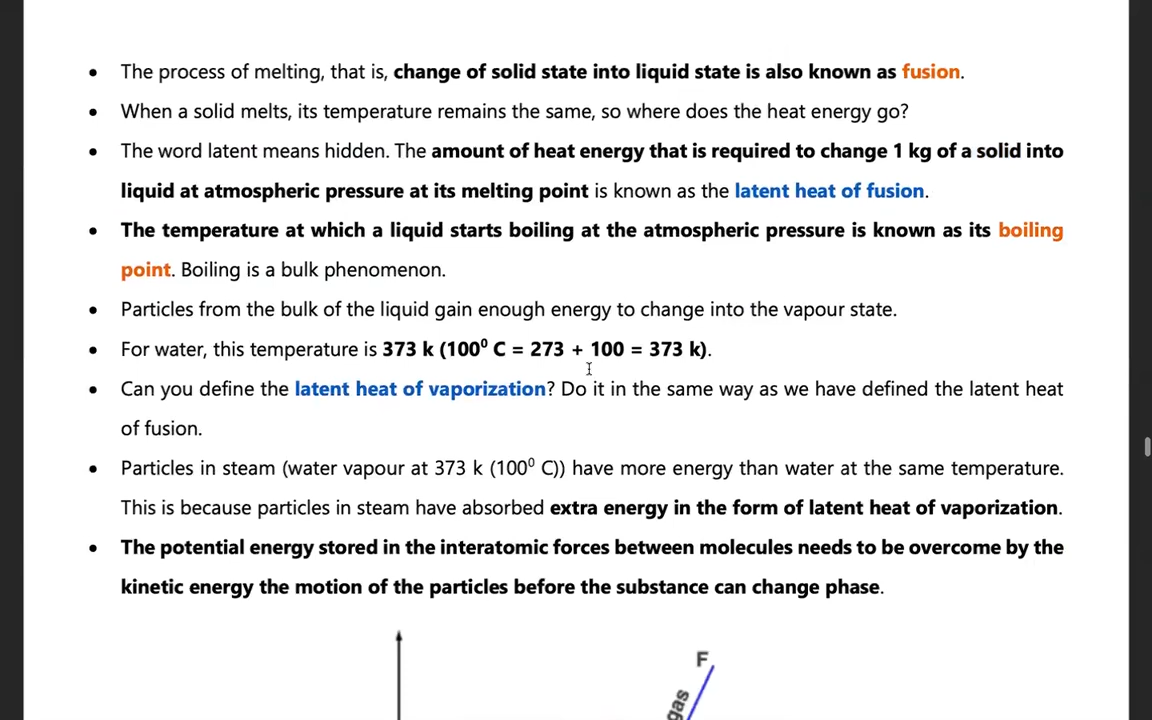 • The process of melting, that is, change of solid state into liquid state is also known as fusion.
• When a solid melts, its temperature remains the same, so where does the heat energy go?
• The word latent means hidden. The amount of heat energy that is required to change 1 kg of a solid into
liquid at atmospheric pressure at its melting point is known as the latent heat of fusion.
• The temperature at which a liquid starts boiling at the atmospheric pressure is known as its boiling
point. Boiling is a bulk phenomenon.
• Particles from the bulk of the liquid gain enough energy to change into the vapour state.
• For water, this temperature is 373 k (100⁰ C = 273 + 100 = 373 k).
• Can you define the latent heat of vaporization? Do it in the same way as we have defined the latent heat
of fusion.
• Particles in steam (water vapour at 373 k (100⁰ C)) have more energy than water at the same temperature.
This is because particles in steam have absorbed extra energy in the form of latent heat of vaporization.
• The potential energy stored in the interatomic forces between molecules needs to be overcome by the
kinetic energy the motion of the particles before the substance can change phase.
F
gas